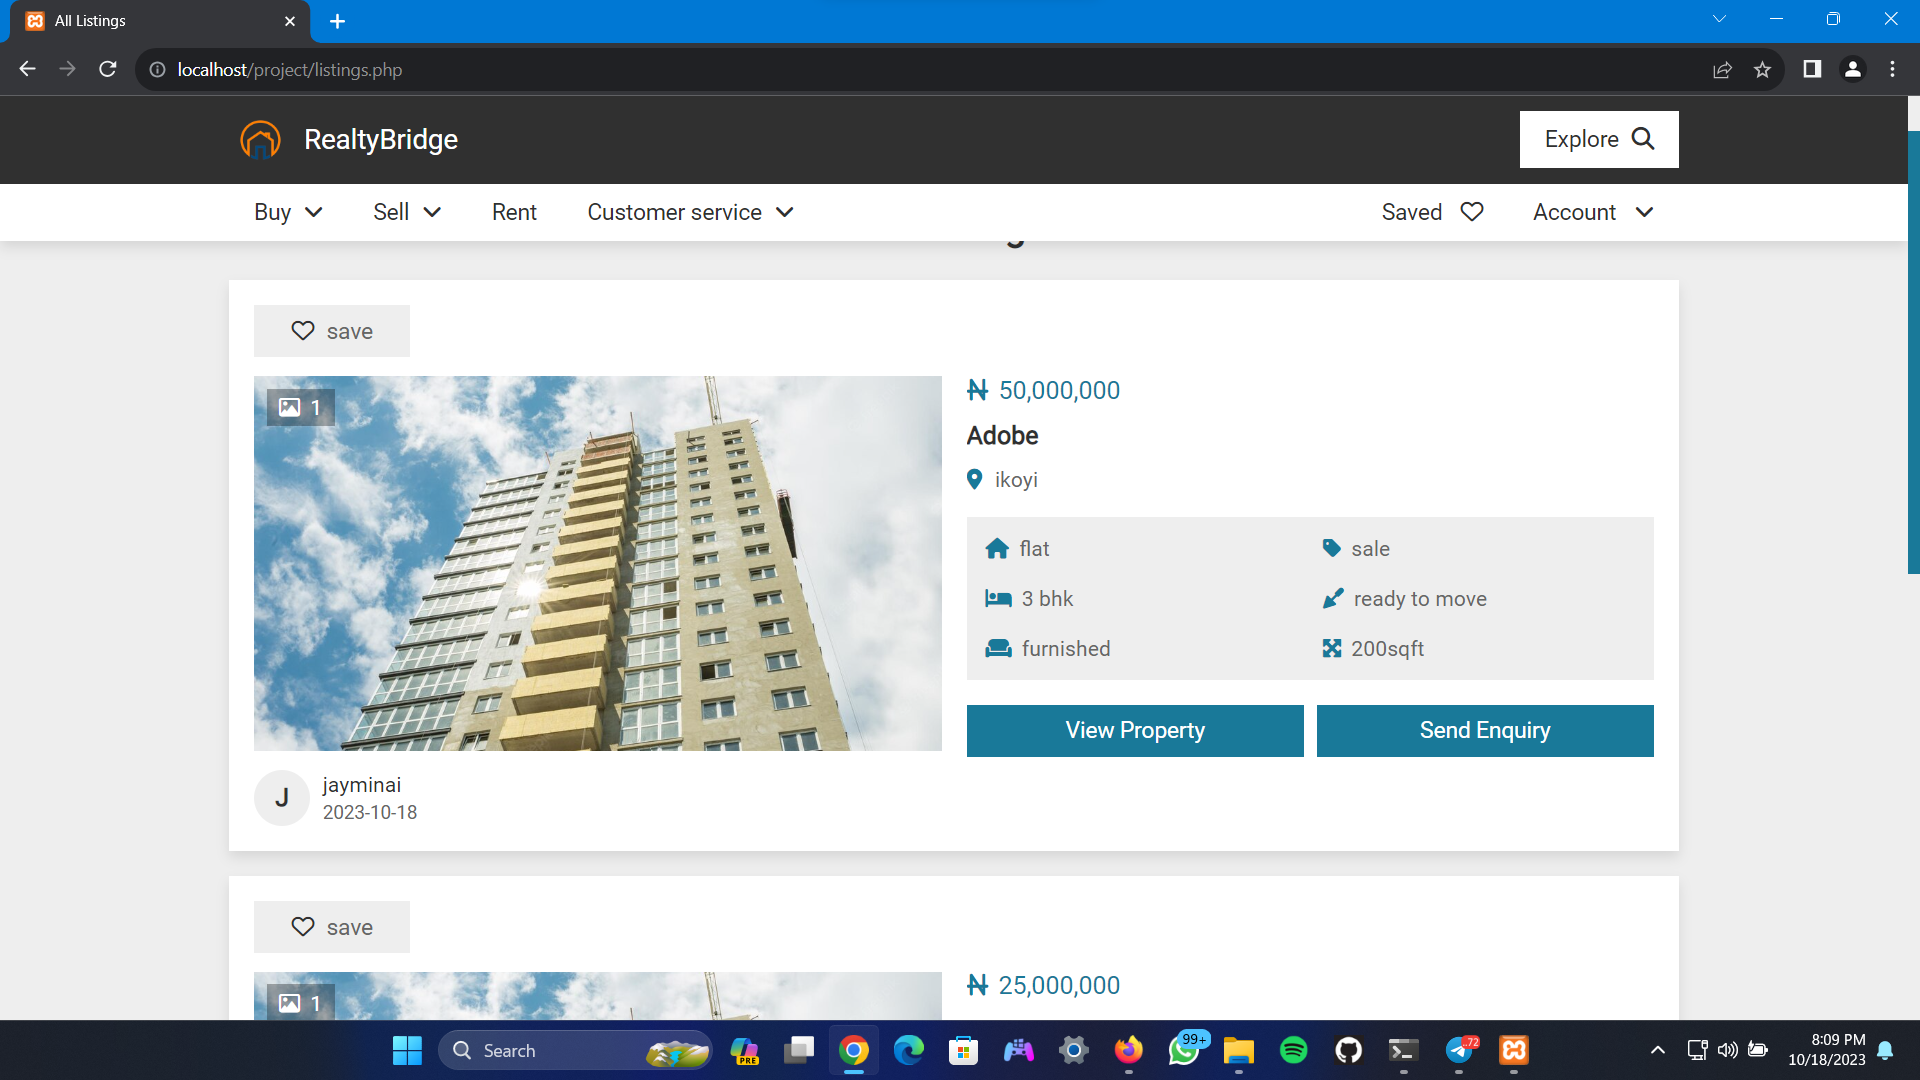 All Listings
localhost/project/listings.php
RealtyBridge
Explore
Buy
Sell
Rent
Customer service
Saved
Account
save
1
₦ 50,000,000
Adobe
ikoyi
flat
sale
3 bhk
ready to move
furnished
200sqft
View Property
Send Enquiry
J
jayminai
2023-10-18
save
1
₦ 25,000,000
Search
PRE
99+
72
8:09 PM
10/18/2023